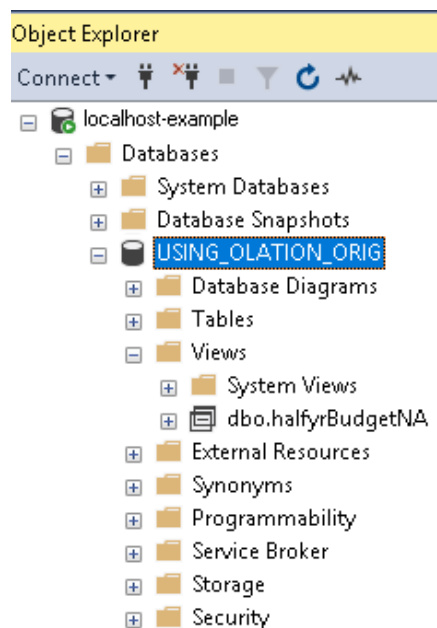 Object Explorer
Connect
localhost-example
Databases
System Databases
Database Snapshots
USING_OLATION_ORIG
Database Diagrams
Tables
Views
System Views
dbo.halfyrBudgetNA
External Resources
Synonyms
Programmability
Service Broker
Storage
Security